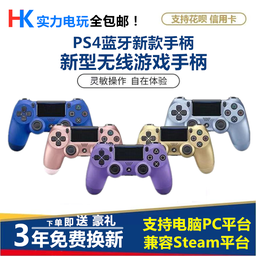 HK 实力电玩 全包邮!
支持花呗 信用卡
PS4蓝牙新款手柄
新型无线游戏手柄
灵敏操作 自在体验
下单即送豪礼
3年免费换新
支持电脑PC平台
兼容Steam平台